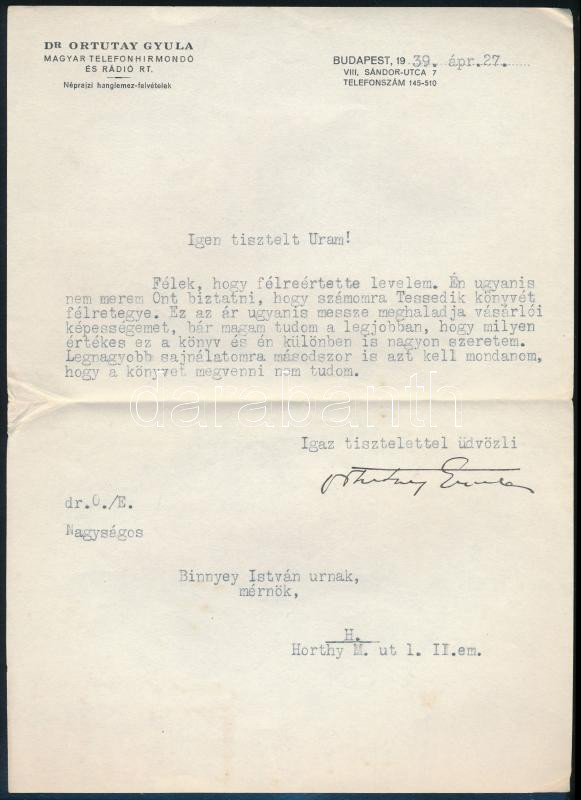 DR ORTUTAY GYULA
MAGYAR TELEFONHIRMONDÓ
ÉS RÁDIÓ RT.
Néprajzi hanglemez-felvételek
BUDAPEST, 19 39. ápr.27.
VIII, SÁNDOR-UTCA 7
TELEFONSZÁM 145-510
Igen tisztelt Uram!
Félek, hogy félreértette levelem. Én ugyanis
nem merem Önt biztatni, hogy számomra Tessedik könyvét
félretegye. Ez az ár ugyanis messze meghaladja vásárlói
képességemet, bár magam tudom a legjobban, hogy milyen
értékes ez a könyv és én különben is nagyon szeretem.
Legnagyobb sajnálatomra másodszor is azt kell mondanom,
hogy a könyvet megvenni nem tudom.
darabanth
Igaz tisztelettel üdvözli
Ortutay Gyula
dr.O./E.
Nagyságos
Binnyey István urnak,
mérnök,
H.
Horthy M. ut 1. II.em.